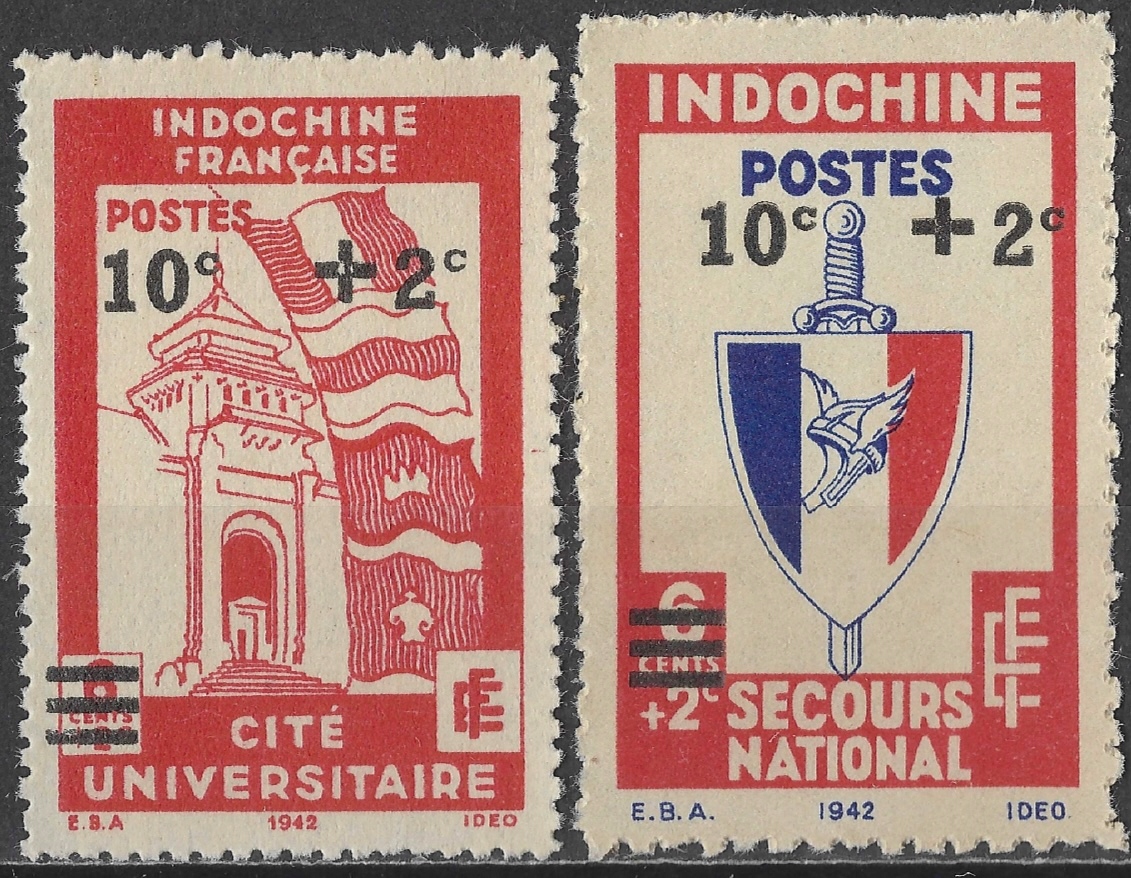 INDOCHINE
FRANÇAISE
POSTES
10c + 2c
CENTS
CITÉ
UNIVERSITAIRE
E.B.A 1942 IDEO
INDOCHINE
POSTES
10c + 2c
6
CENTS
+2c SECOURS
NATIONAL
E.B.A. 1942 IDEO